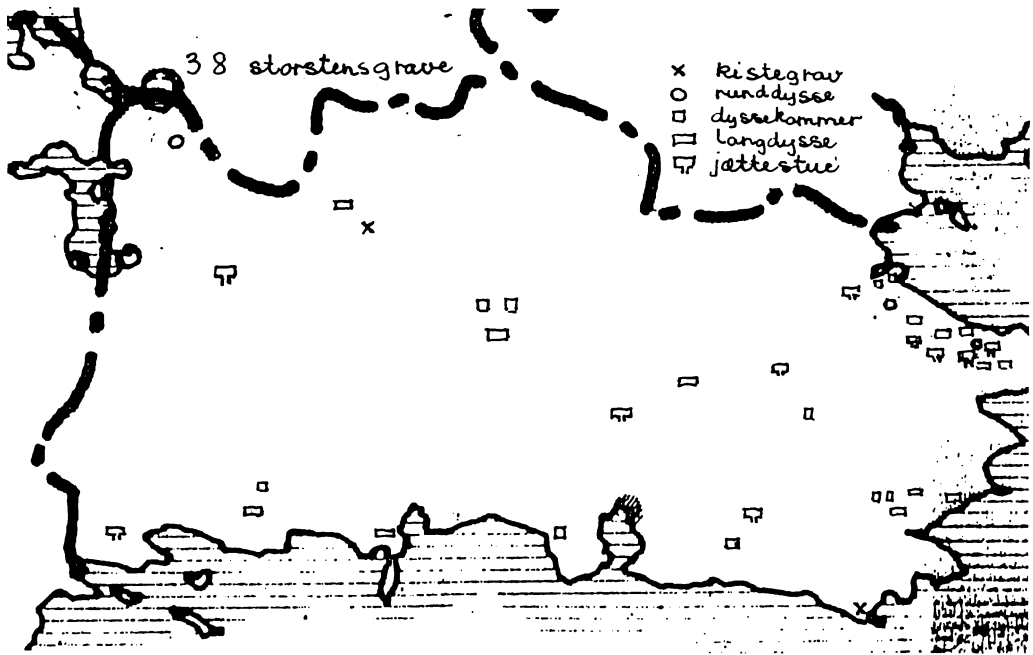 38 storstensgrave
kistegrav
runddysse
dyssekammer
langdysse
jættestue